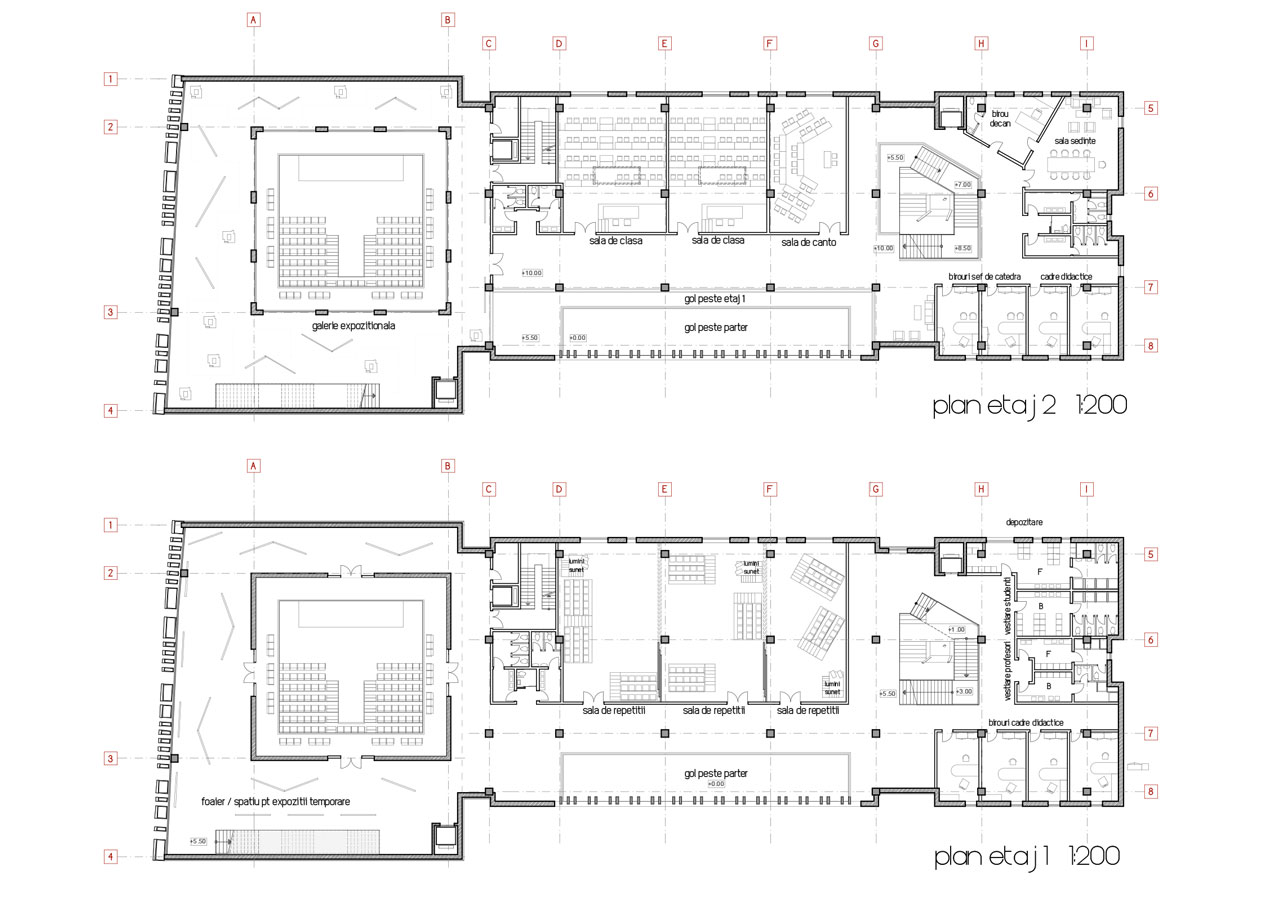 A
B
C
D
E
F
G
H
I
1
2
3
4
5
6
7
8
birou
decan
sala sedinte
+5.50
+7.00
+10.00
+8.50
sala de clasa
sala de clasa
sala de canto
+10.00
birouri sef de catedra
cadre didactice
gol peste etaj 1
galerie expozitionala
gol peste parter
+5.50
+0.00
plan etaj 2 1:200
A
B
C
D
E
F
G
H
I
1
2
3
4
5
6
7
8
depozitare
lumini
sunet
lumini
sunet
lumini
sunet
F
B
F
B
vestiare studenti
vestiare profesori
+1.00
+5.50
+3.00
sala de repetitii
sala de repetitii
sala de repetitii
birouri cadre didactice
gol peste parter
+0.00
foaier / spatiu pt expozitii temporare
+5.50
plan etaj 1 1:200